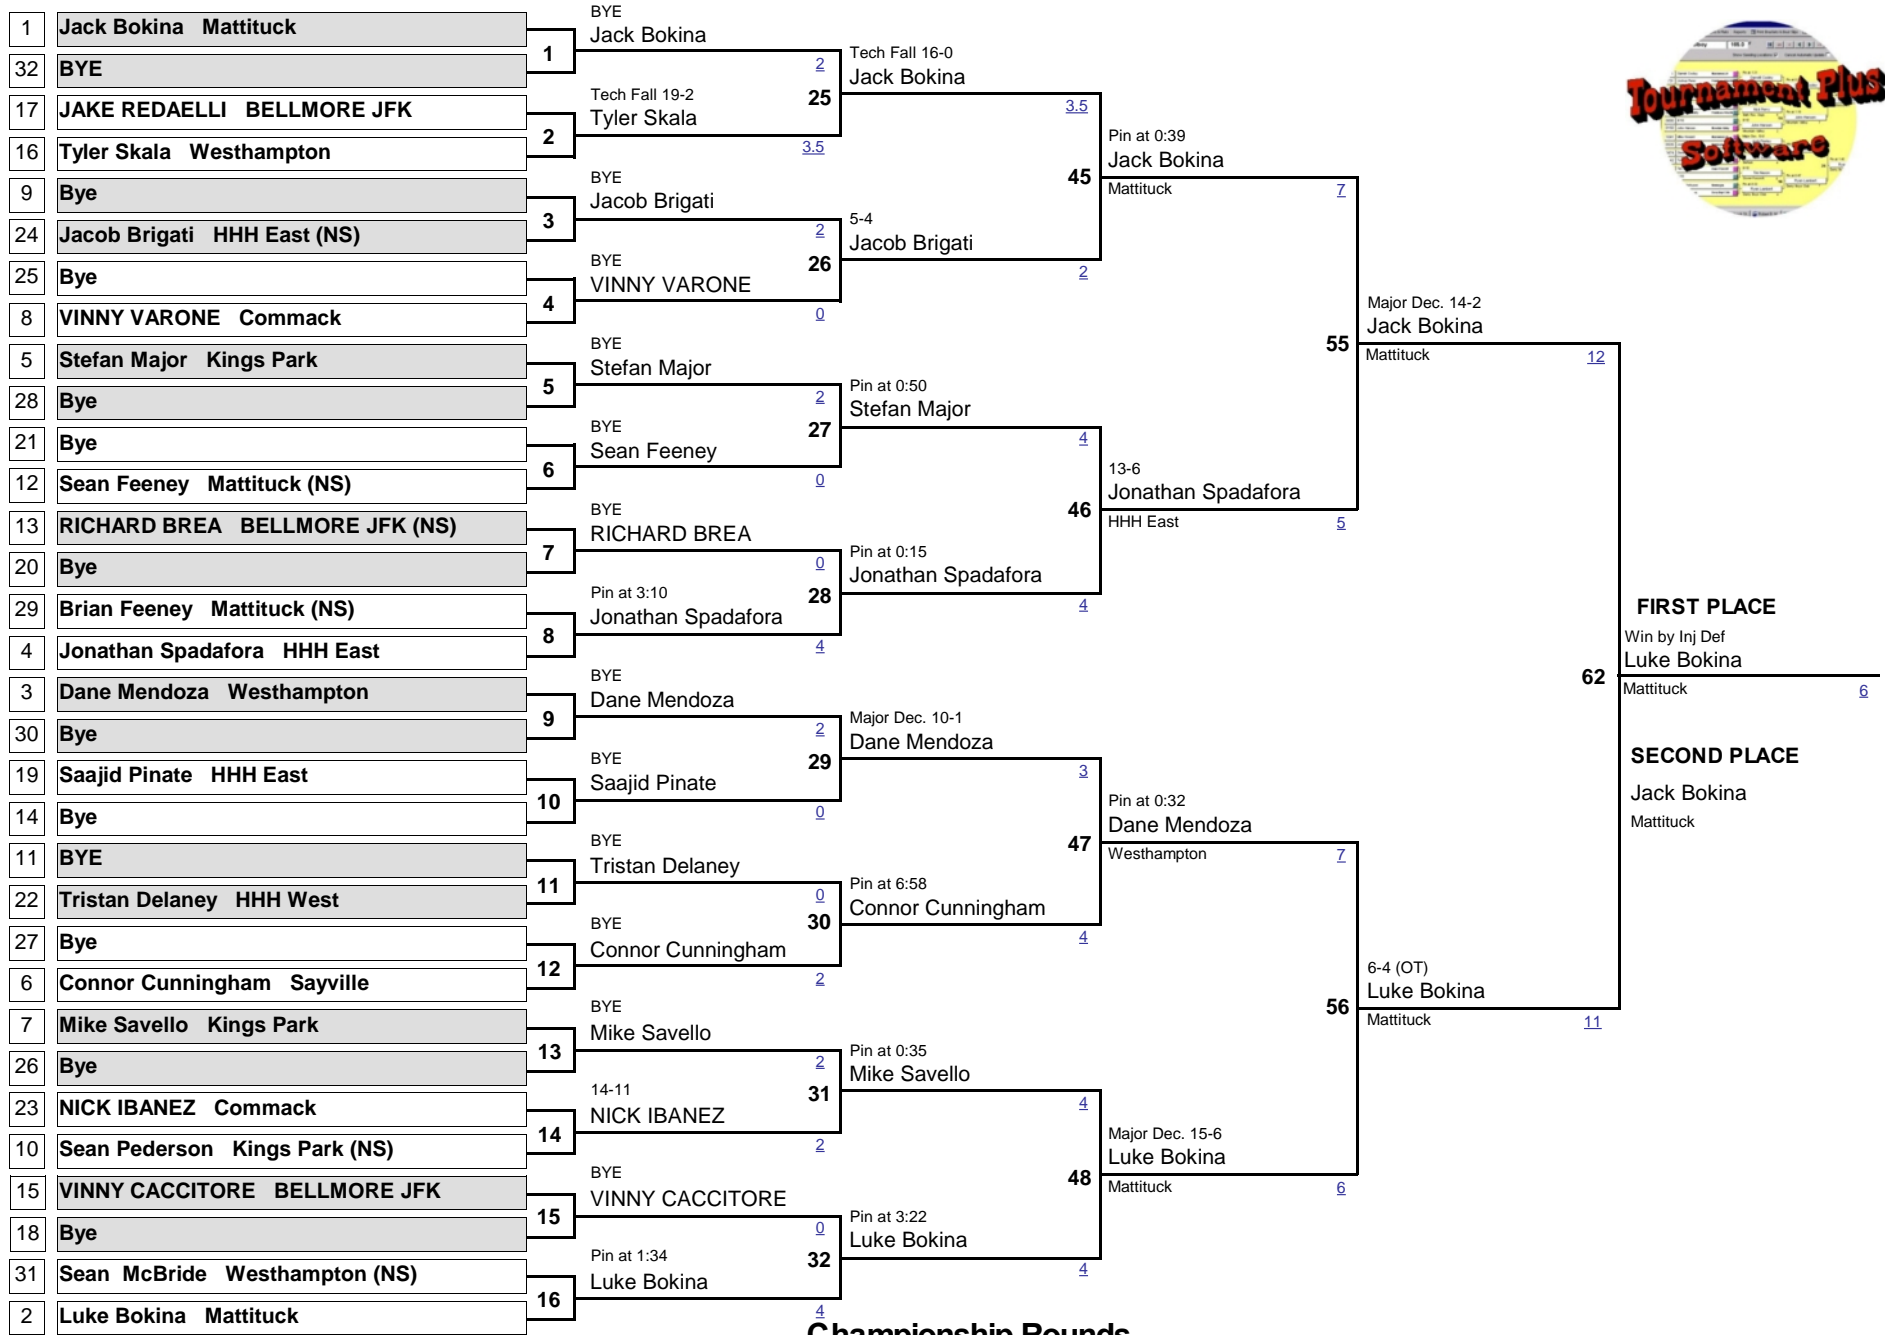 1 Jack Bokina Mattituck
32 BYE
17 JAKE REDAELLI BELLMORE JFK
16 Tyler Skala Westhampton
9 Bye
24 Jacob Brigati HHH East (NS)
25 Bye
8 VINNY VARONE Commack
5 Stefan Major Kings Park
28 Bye
21 Bye
12 Sean Feeney Mattituck (NS)
13 RICHARD BREA BELLMORE JFK (NS)
20 Bye
29 Brian Feeney Mattituck (NS)
4 Jonathan Spadafora HHH East
3 Dane Mendoza Westhampton
30 Bye
19 Saajid Pinate HHH East
14 Bye
11 BYE
22 Tristan Delaney HHH West
27 Bye
6 Connor Cunningham Sayville
7 Mike Savello Kings Park
26 Bye
23 NICK IBANEZ Commack
10 Sean Pederson Kings Park (NS)
15 VINNY CACCITORE BELLMORE JFK
18 Bye
31 Sean McBride Westhampton (NS)
2 Luke Bokina Mattituck
1
BYE
Jack Bokina
2
2
Tech Fall 19-2
Tyler Skala
3.5
3
BYE
Jacob Brigati
2
4
BYE
VINNY VARONE
0
5
BYE
Stefan Major
2
6
BYE
Sean Feeney
0
7
BYE
RICHARD BREA
0
8
Pin at 3:10
Jonathan Spadafora
4
9
BYE
Dane Mendoza
2
10
BYE
Saajid Pinate
0
11
BYE
Tristan Delaney
0
12
BYE
Connor Cunningham
2
13
BYE
Mike Savello
2
14
14-11
NICK IBANEZ
2
15
BYE
VINNY CACCITORE
0
16
Pin at 1:34
Luke Bokina
4
25
Tech Fall 16-0
Jack Bokina
3.5
26
5-4
Jacob Brigati
2
27
Pin at 0:50
Stefan Major
4
28
Pin at 0:15
Jonathan Spadafora
4
29
Major Dec. 10-1
Dane Mendoza
3
30
Pin at 6:58
Connor Cunningham
4
31
Pin at 0:35
Mike Savello
4
32
Pin at 3:22
Luke Bokina
4
45
Pin at 0:39
Jack Bokina
Mattituck
7
46
13-6
Jonathan Spadafora
HHH East
5
47
Pin at 0:32
Dane Mendoza
Westhampton
7
48
Major Dec. 15-6
Luke Bokina
Mattituck
6
55
Major Dec. 14-2
Jack Bokina
Mattituck
12
56
6-4 (OT)
Luke Bokina
Mattituck
11
62
FIRST PLACE
Win by Inj Def
Luke Bokina
Mattituck
6
SECOND PLACE
Jack Bokina
Mattituck
Tournament Plus
Software
Championship Rounds